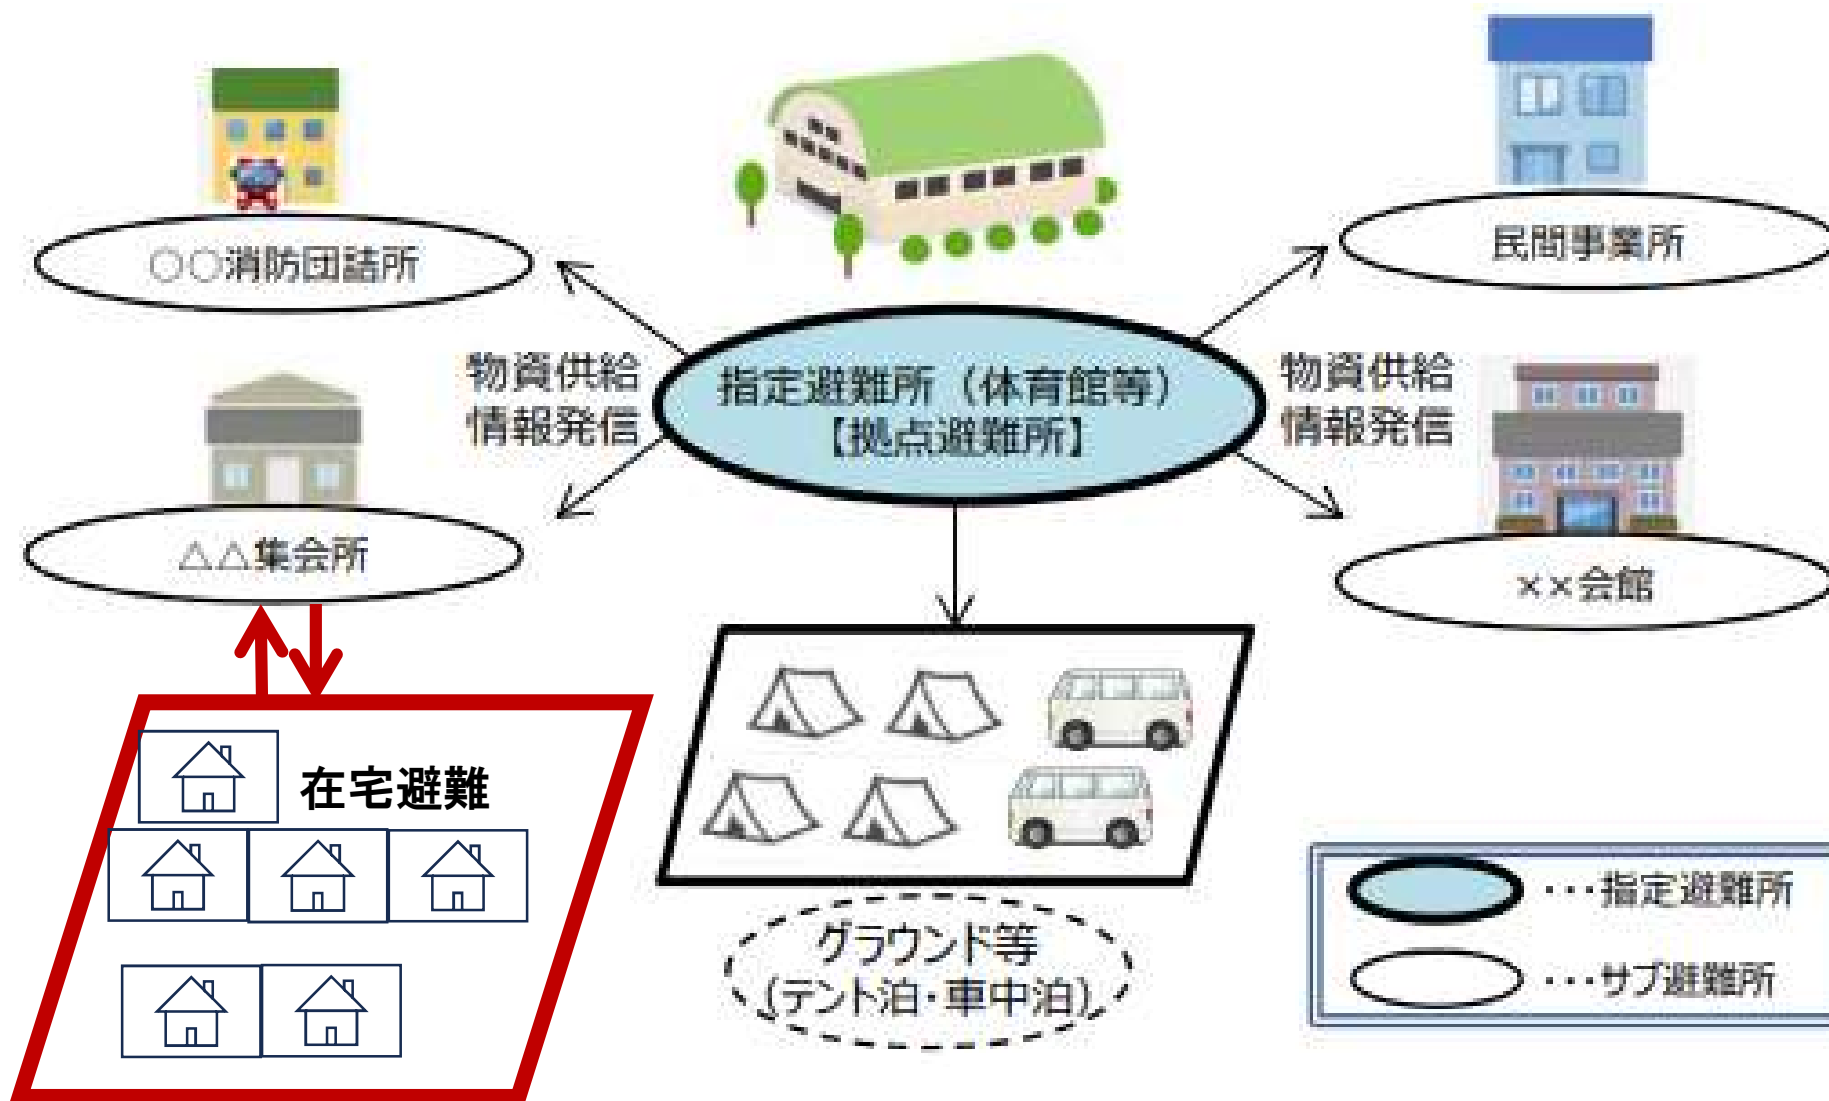 ○○消防団詰所
民間事業所
物資供給
情報発信
指定避難所（体育館等）
【拠点避難所】
物資供給
情報発信
△△集会所
××会館
在宅避難
グラウンド等
（テント泊・車中泊）
・・・指定避難所
・・・サブ避難所